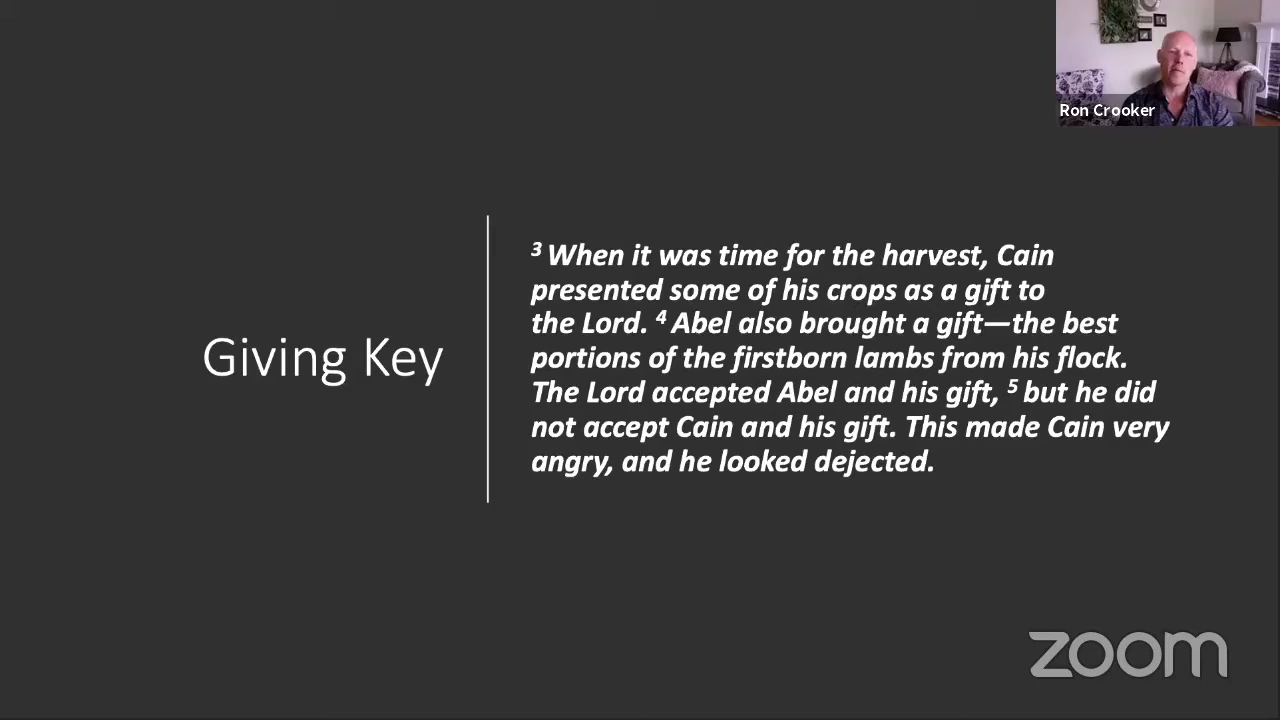 Ron Crooker
Giving Key
³ When it was time for the harvest, Cain
presented some of his crops as a gift to
the Lord. ⁴ Abel also brought a gift—the best
portions of the firstborn lambs from his flock.
The Lord accepted Abel and his gift, ⁵ but he did
not accept Cain and his gift. This made Cain very
angry, and he looked dejected.
zoom